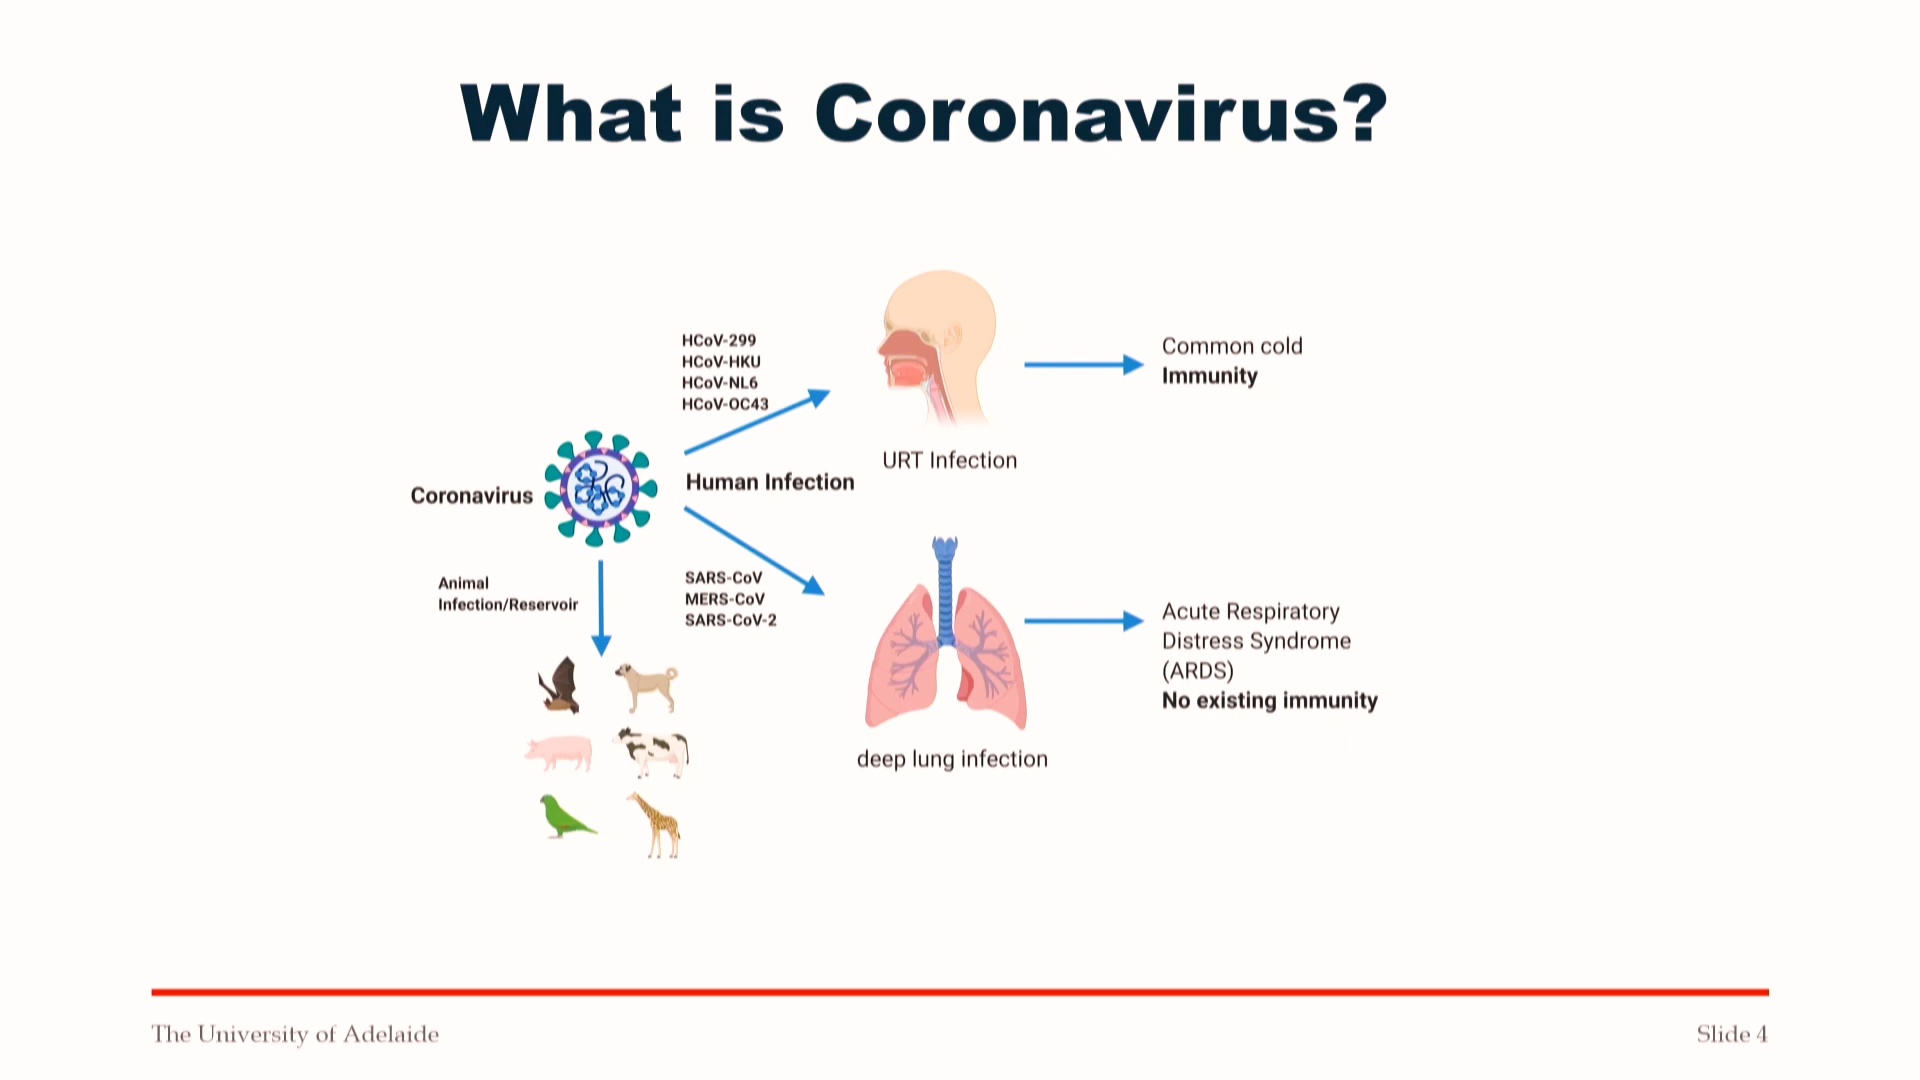 What is Coronavirus?
HCoV-299
HCoV-HKU
HCoV-NL6
HCoV-OC43
Common cold
Immunity
URT Infection
Human Infection
Coronavirus
Animal
Infection/Reservoir
SARS-CoV
MERS-CoV
SARS-CoV-2
Acute Respiratory
Distress Syndrome
(ARDS)
No existing immunity
deep lung infection
The University of Adelaide
Slide 4